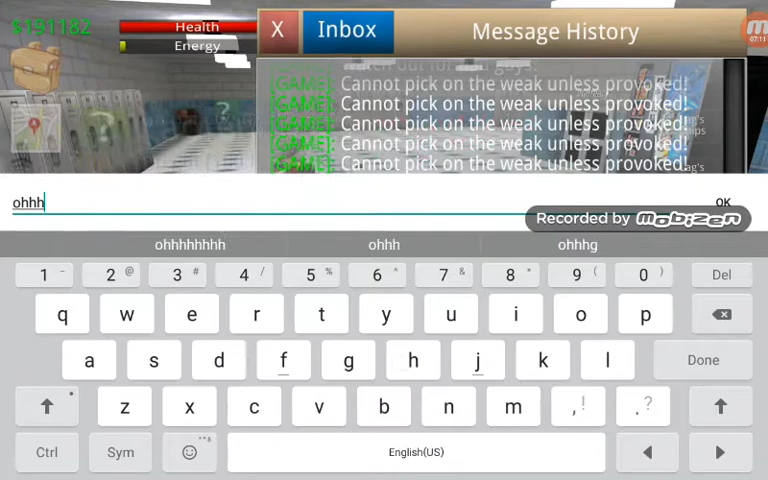 $191182
Health
Energy
X
Inbox
Message History
07:11
[GAME]: Cannot pick on the weak unless provoked!
[GAME]: Cannot pick on the weak unless provoked!
[GAME]: Cannot pick on the weak unless provoked!
[GAME]: Cannot pick on the weak unless provoked!
[GAME]: Cannot pick on the weak unless provoked!
ohhh
OK
Recorded by mobizen
ohhhhhhhh ohhh ohhhg
1 - 2 @ 3 # 4 / 5 % 6 ^ 7 & 8 * 9 ( 0 ) Del
q w e r t y u i o p
a s d f g h j k l Done
z x c v b n m , ! . ?
Ctrl Sym English(US)